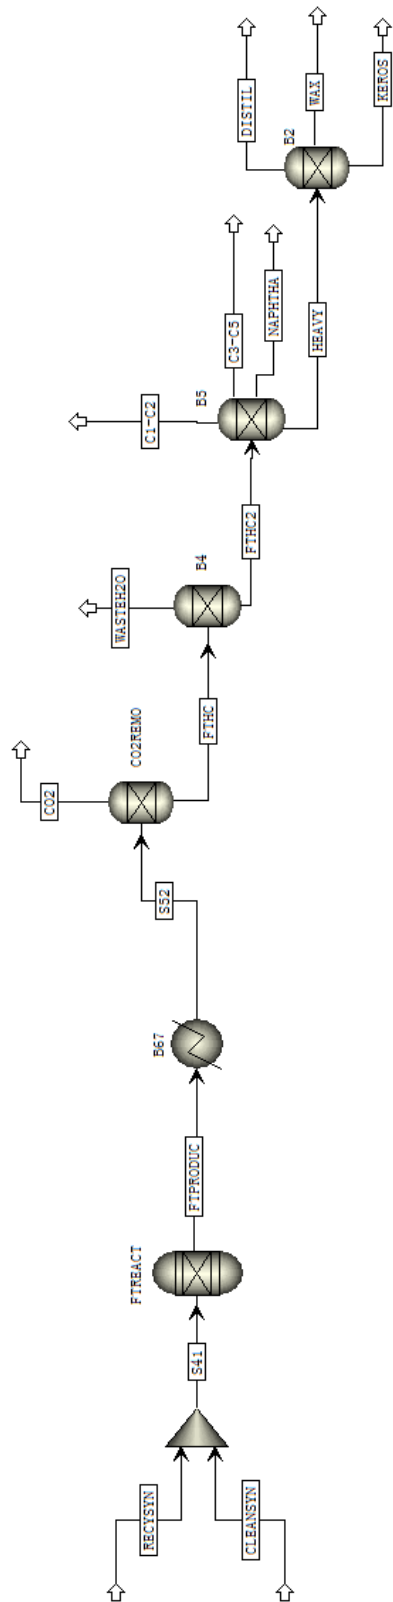 RECYSYN
CLEANSYN
S41
FTREACT
FTPRODUC
B67
S52
CO2REMO
CO2
FTHC
B4
WASTEH2O
FTHC2
B5
C1-C2
C3-C5
NAPHTHA
HEAVY
B2
DISTIL
WAX
KEROS